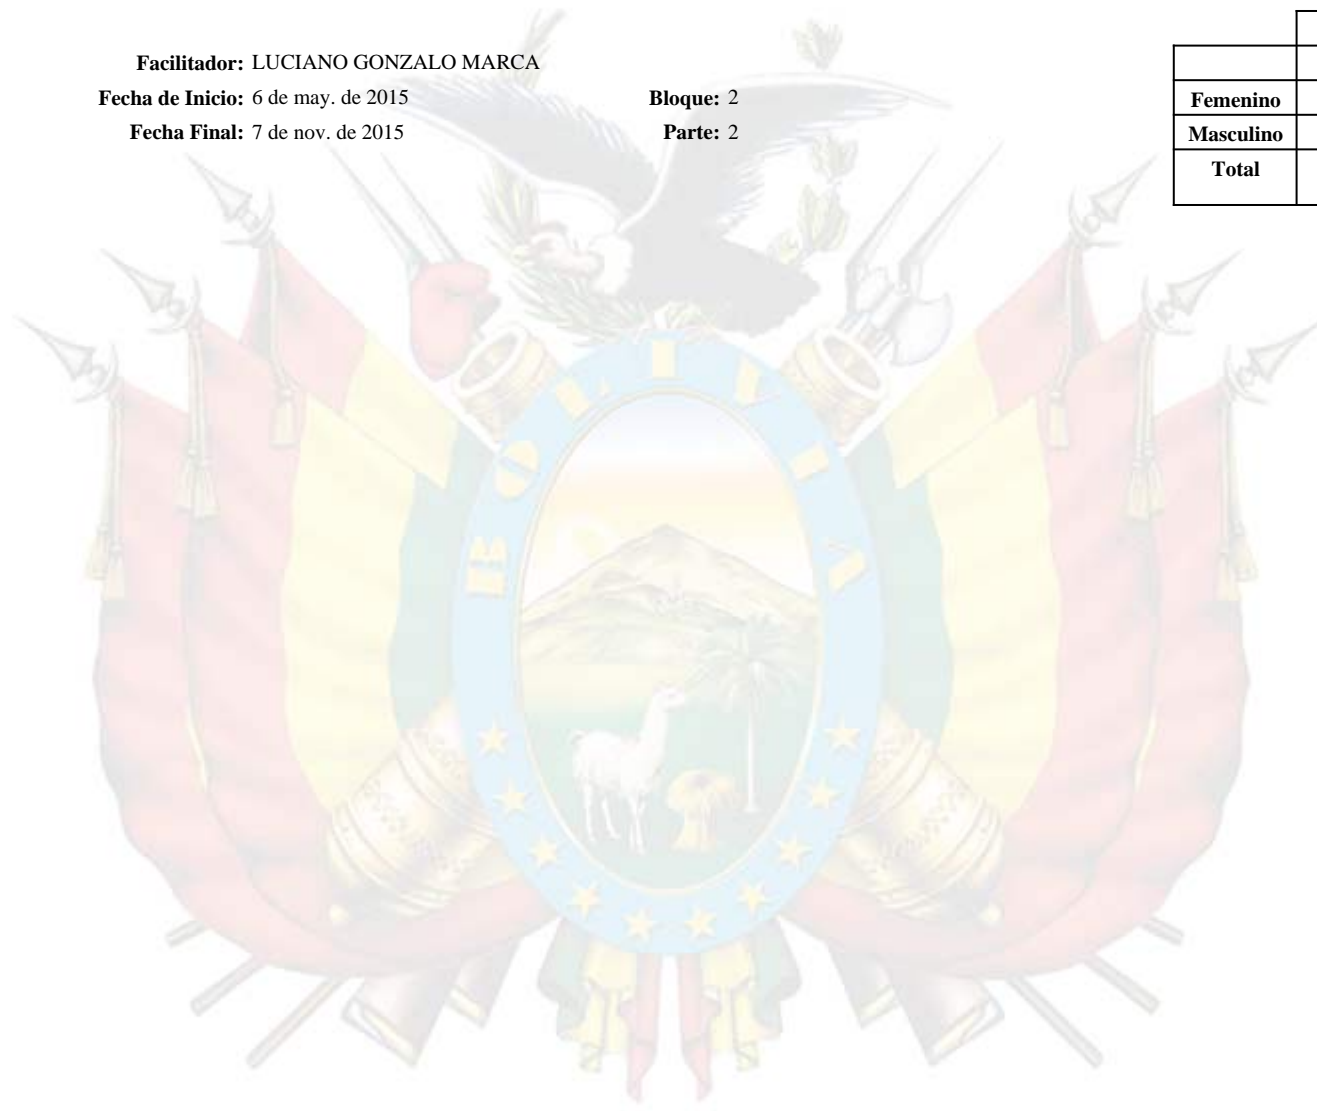 Facilitador: LUCIANO GONZALO MARCA
Fecha de Inicio: 6 de may. de 2015 Bloque: 2
Fecha Final: 7 de nov. de 2015 Parte: 2
Femenino
Masculino
Total
BOLIVIA